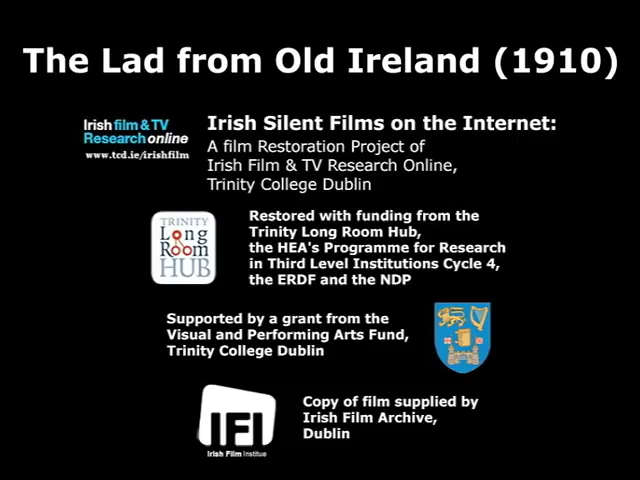 The Lad from Old Ireland (1910)
Irish film & TV
Research online
www.tcd.ie/irishfilm
Irish Silent Films on the Internet:
A film Restoration Project of
Irish Film & TV Research Online,
Trinity College Dublin
TRINITY
Long
Room
HUB
Restored with funding from the
Trinity Long Room Hub,
the HEA's Programme for Research
in Third Level Institutions Cycle 4,
the ERDF and the NDP
Supported by a grant from the
Visual and Performing Arts Fund,
Trinity College Dublin
IFI
Irish Film Institue
Copy of film supplied by
Irish Film Archive,
Dublin